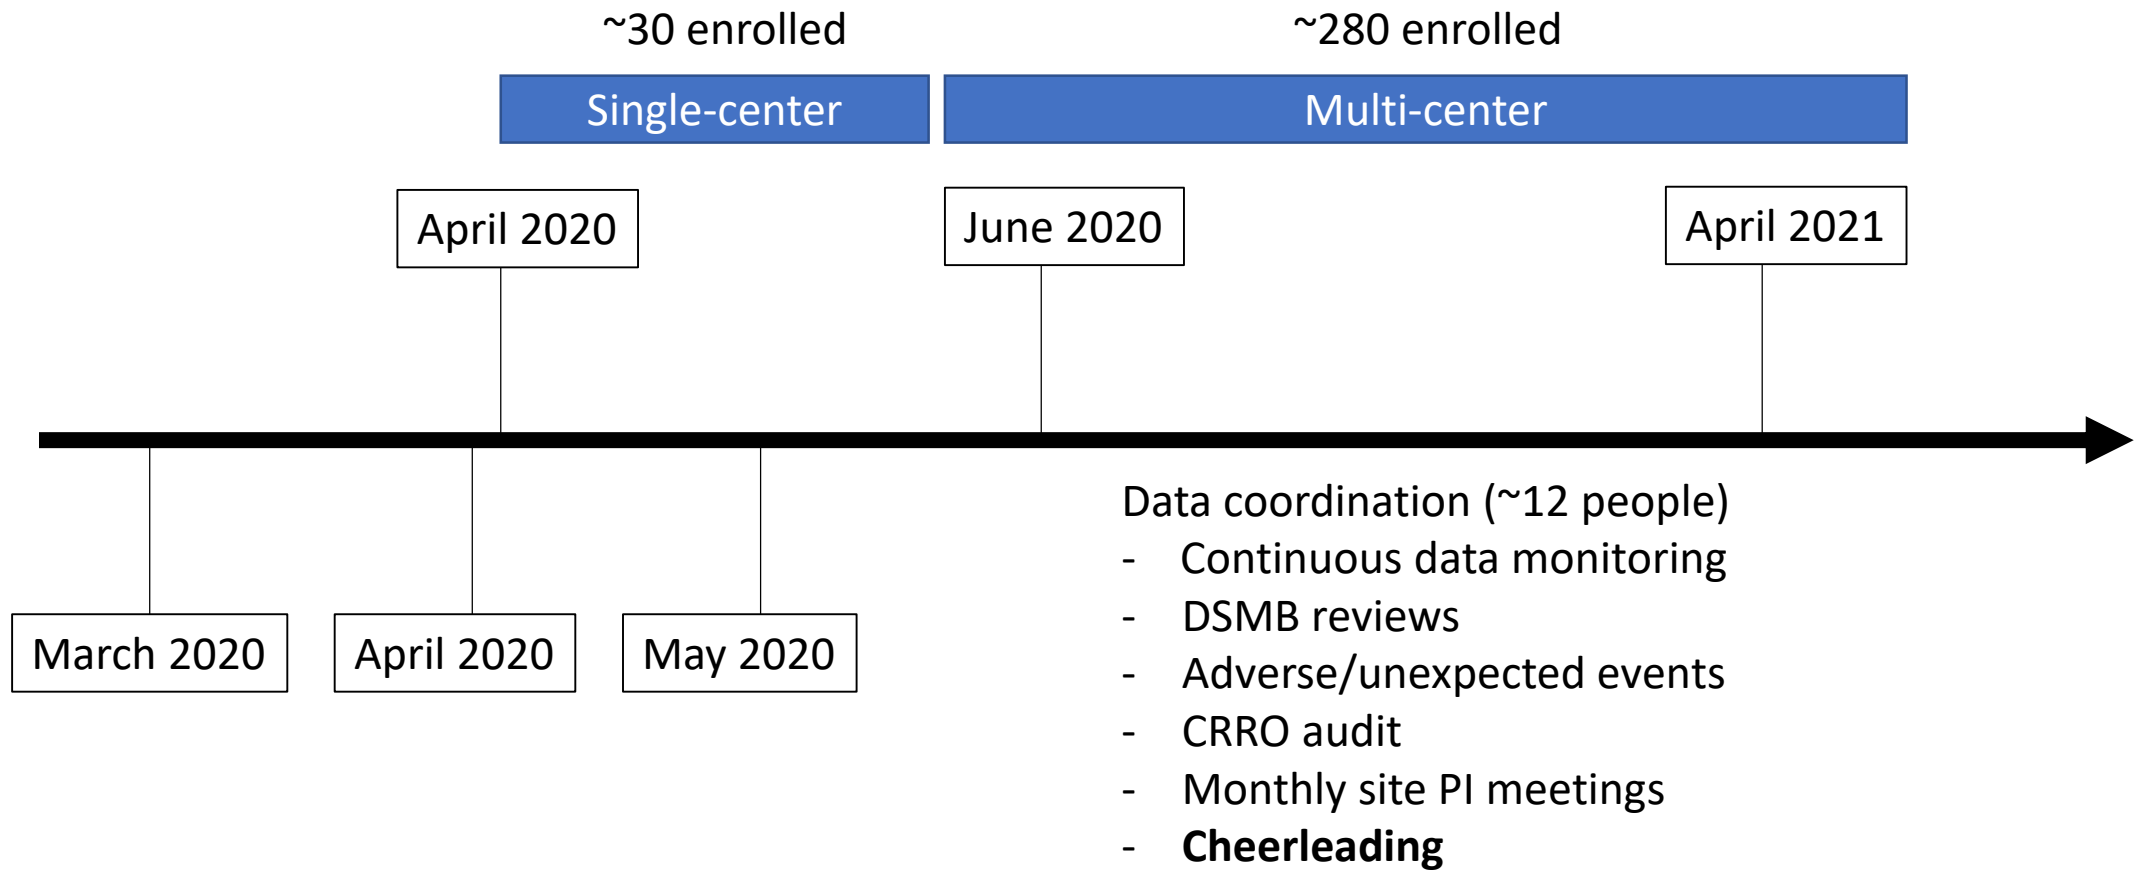 ~30 enrolled
~280 enrolled
Single-center
Multi-center
April 2020
June 2020
April 2021
March 2020
April 2020
May 2020
Data coordination (~12 people)
- Continuous data monitoring
- DSMB reviews
- Adverse/unexpected events
- CRRO audit
- Monthly site PI meetings
- Cheerleading